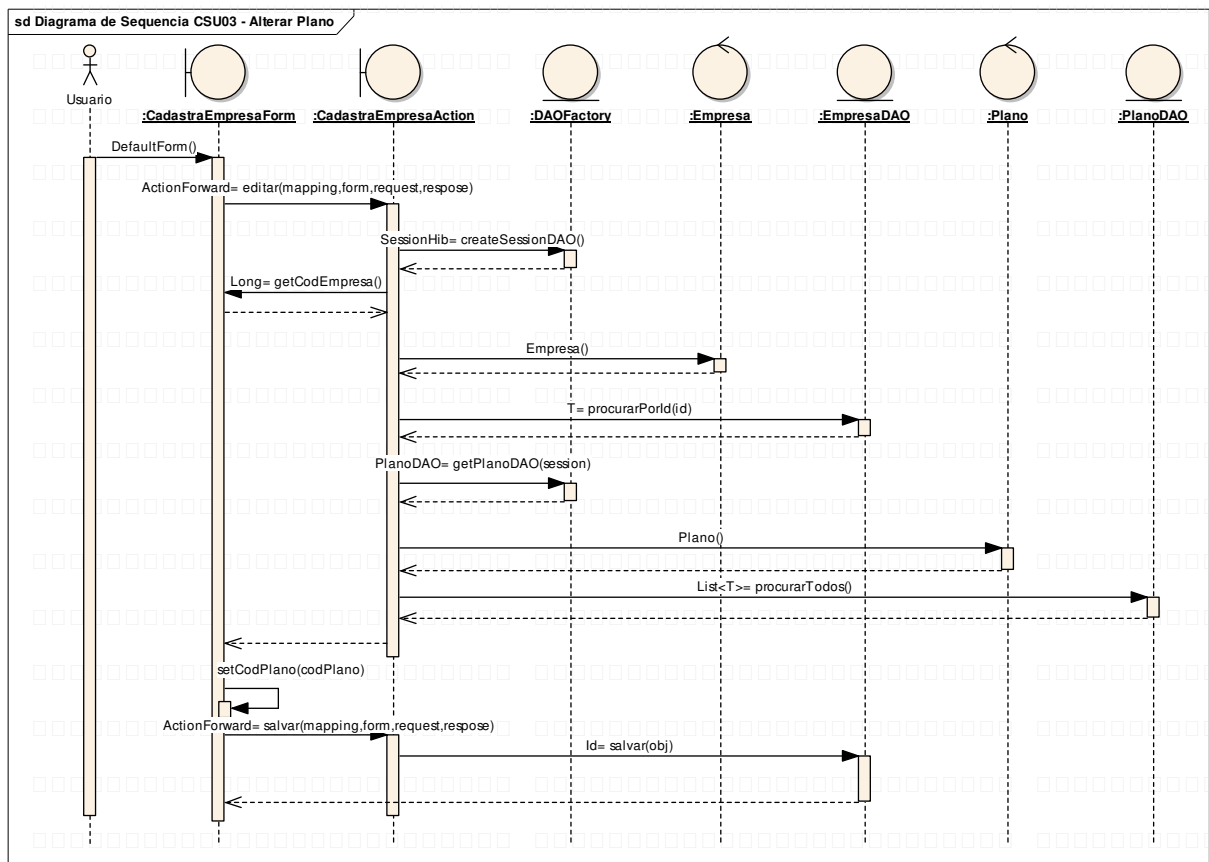 sd Diagrama de Sequencia CSU03 - Alterar Plano
Usuario
:CadastraEmpresaForm
:CadastraEmpresaAction
:DAOFactory
:Empresa
:EmpresaDAO
:Plano
:PlanoDAO
DefaultForm()
ActionForward= editar(mapping,form,request,respose)
SessionHib= createSessionDAO()
Long= getCodEmpresa()
Empresa()
T= procurarPorId(id)
PlanoDAO= getPlanoDAO(session)
Plano()
List<T>= procurarTodos()
setCodPlano(codPlano)
ActionForward= salvar(mapping,form,request,respose)
Id= salvar(obj)